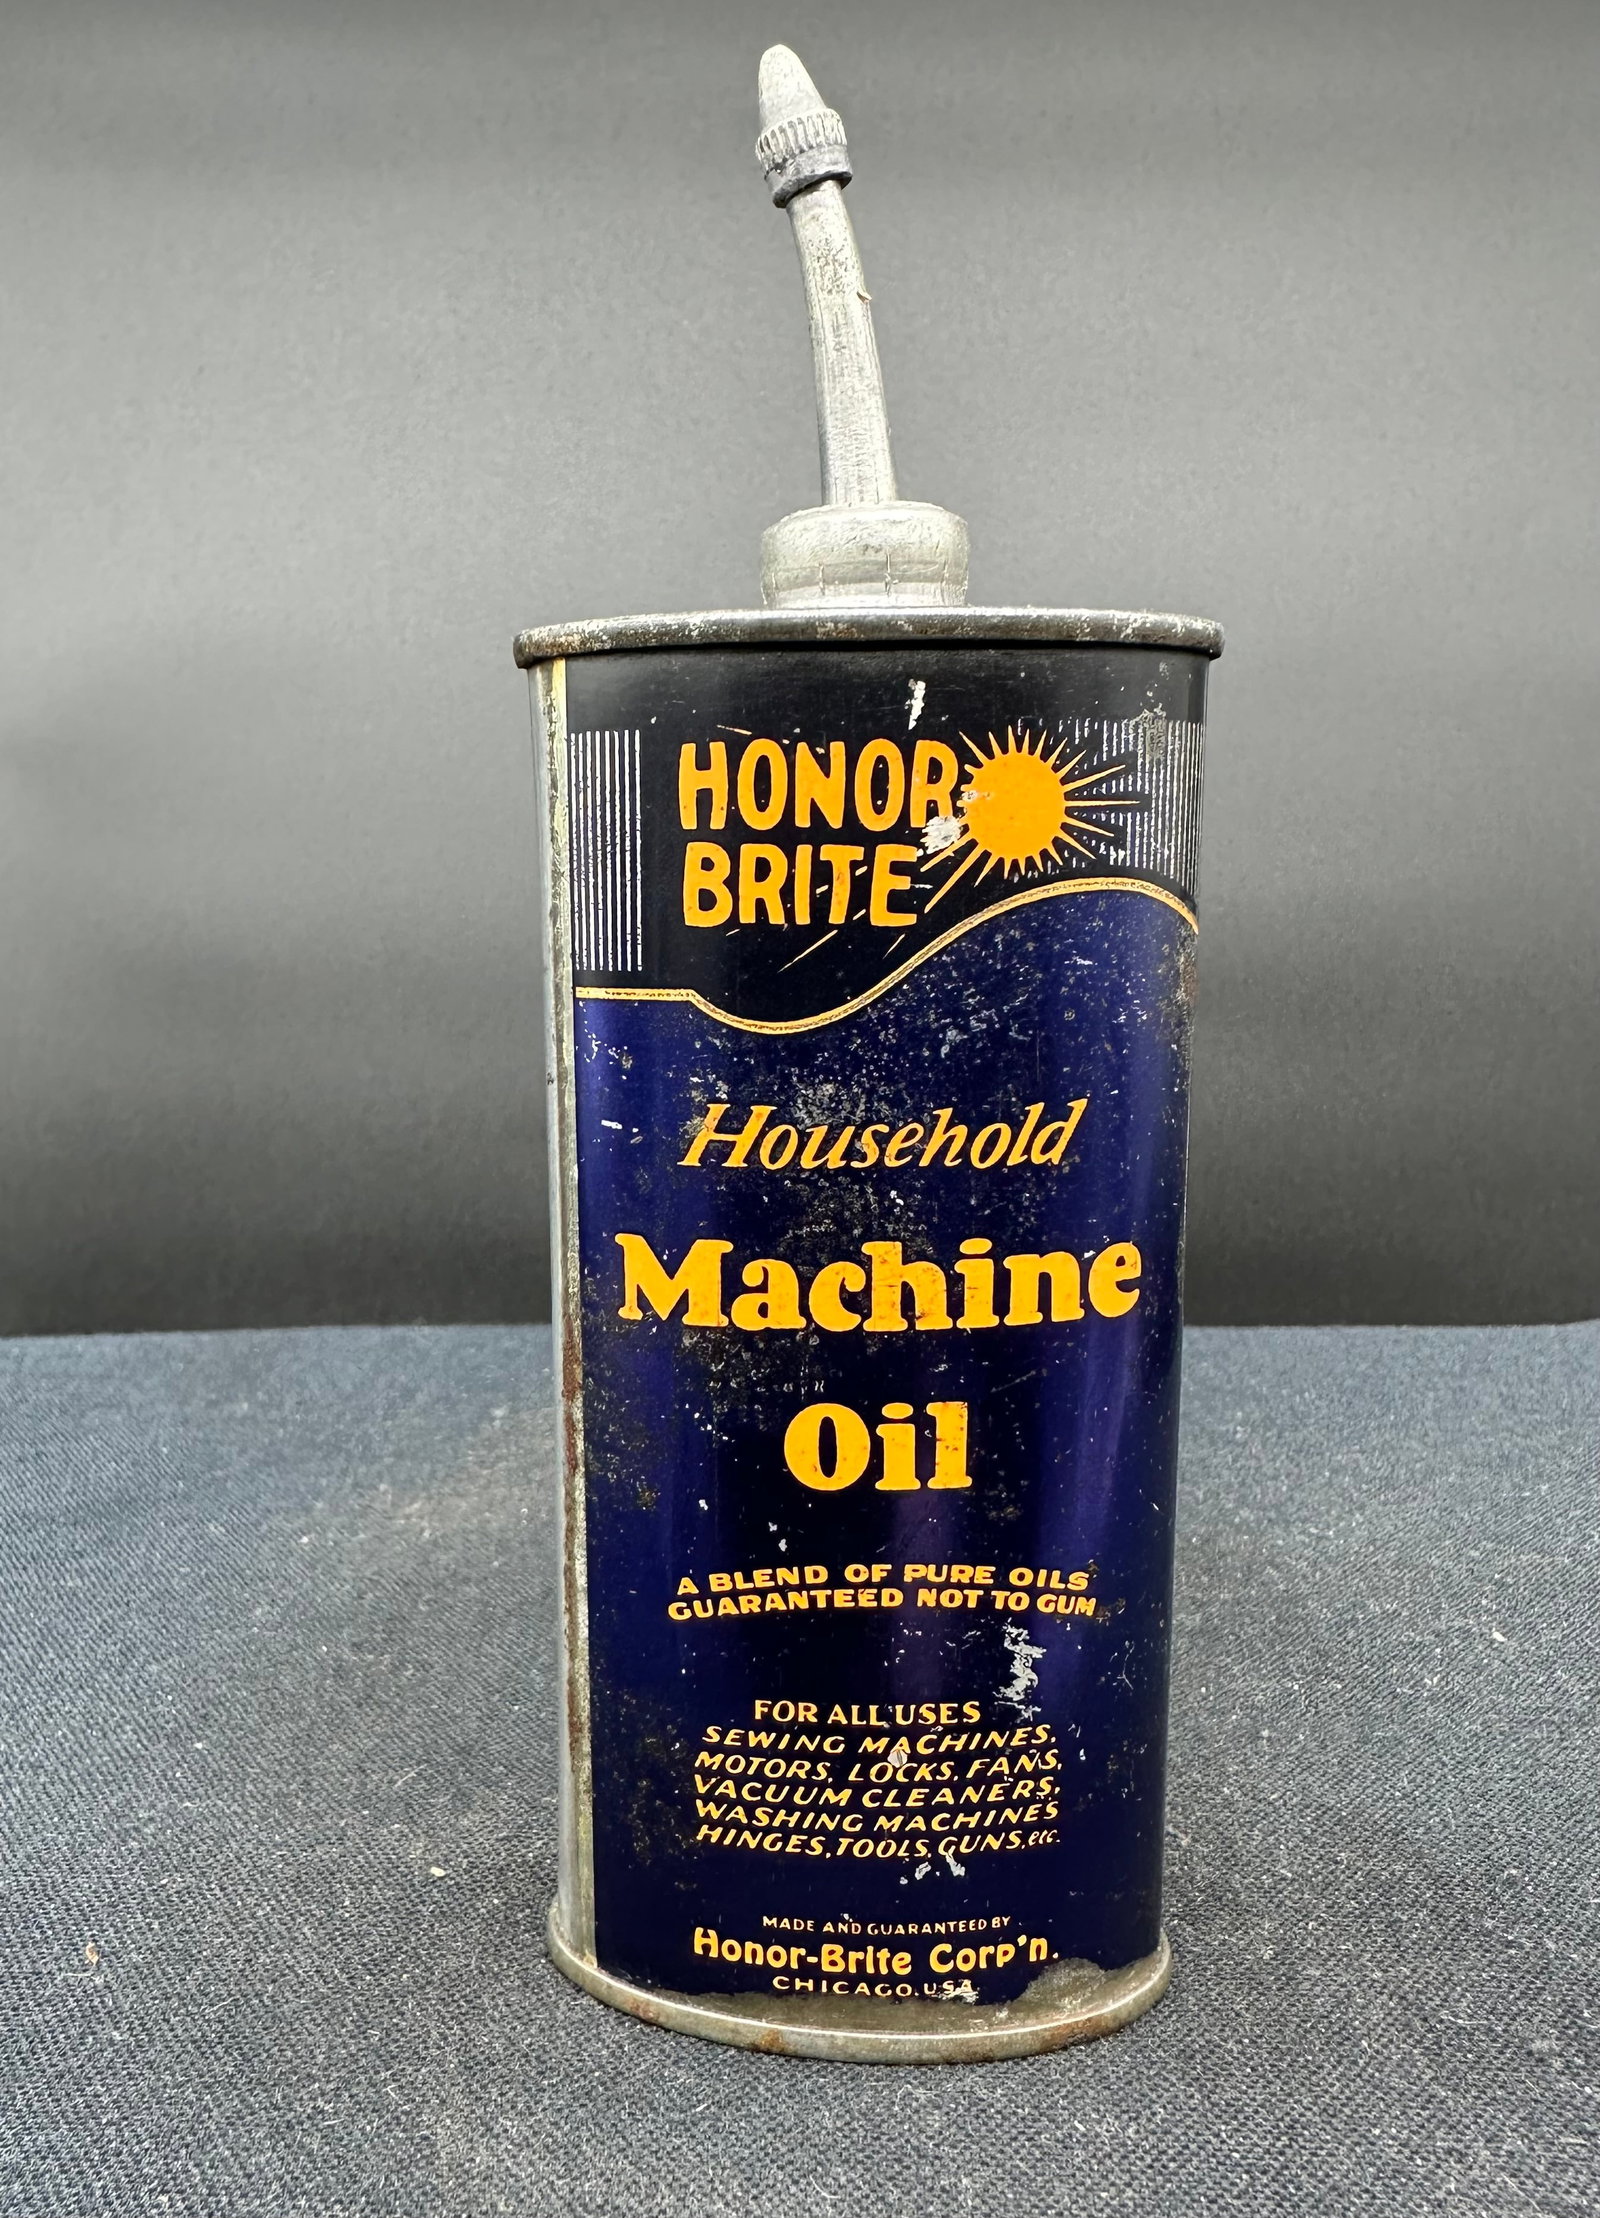 HONOR-
BRITE
Household
Machine
Oil
A BLEND OF PURE OILS
GUARANTEED NOT TO GUM
FOR ALL USES
SEWING MACHINES,
MOTORS, LOCKS, FANS,
VACUUM CLEANERS,
WASHING MACHINES
HINGES, TOOLS, GUNS, etc.
MADE AND GUARANTEED BY
Honor-Brite Corp'n.
CHICAGO. USA